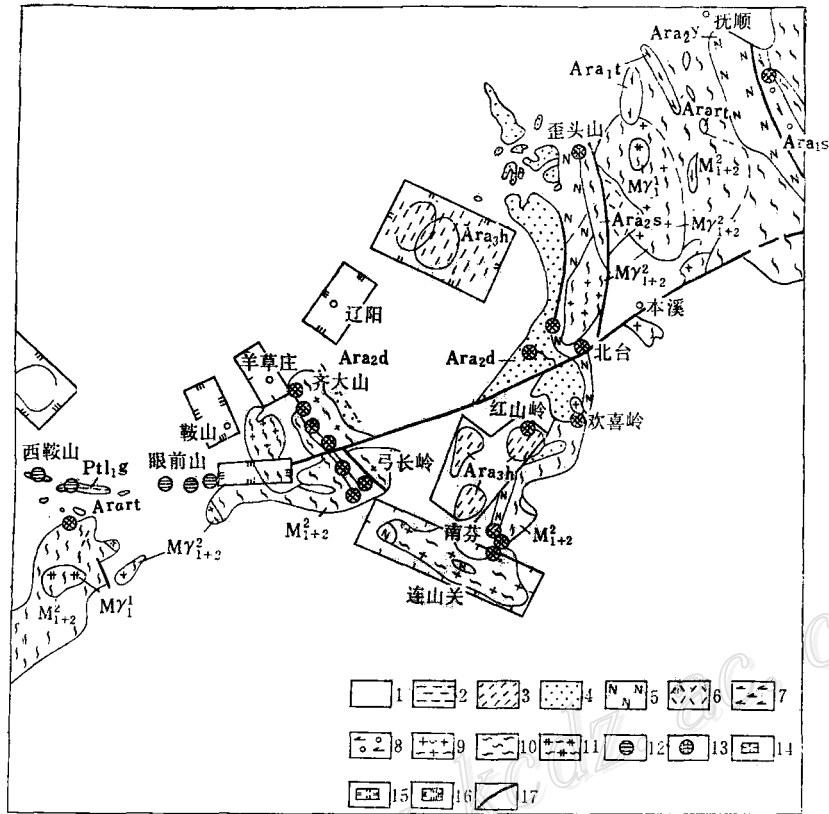 抚顺
Ara₂y
Ara₁t
Arart
Ara₁s
歪头山
M²₁₊₂
Mγ¹₁
Ara₂s
Mγ²₁₊₂
Ara₃h
Mγ²₁₊₂
本溪
辽阳
北台
Ara₂d
Ara₂d
羊草庄
齐大山
红山岭
欢喜岭
鞍山
西鞍山
眼前山
弓长岭
Ptl₁g
Ara₃h
Arart
南芬
M²₁₊₂
M²₁₊₂
Mγ²₁₊₂
连山关
M²₁₊₂
Mγ¹₁
1 2 3 4 5 6 7
8 9 10 11 12 13 14
15 16 17
kcdz.ac.c